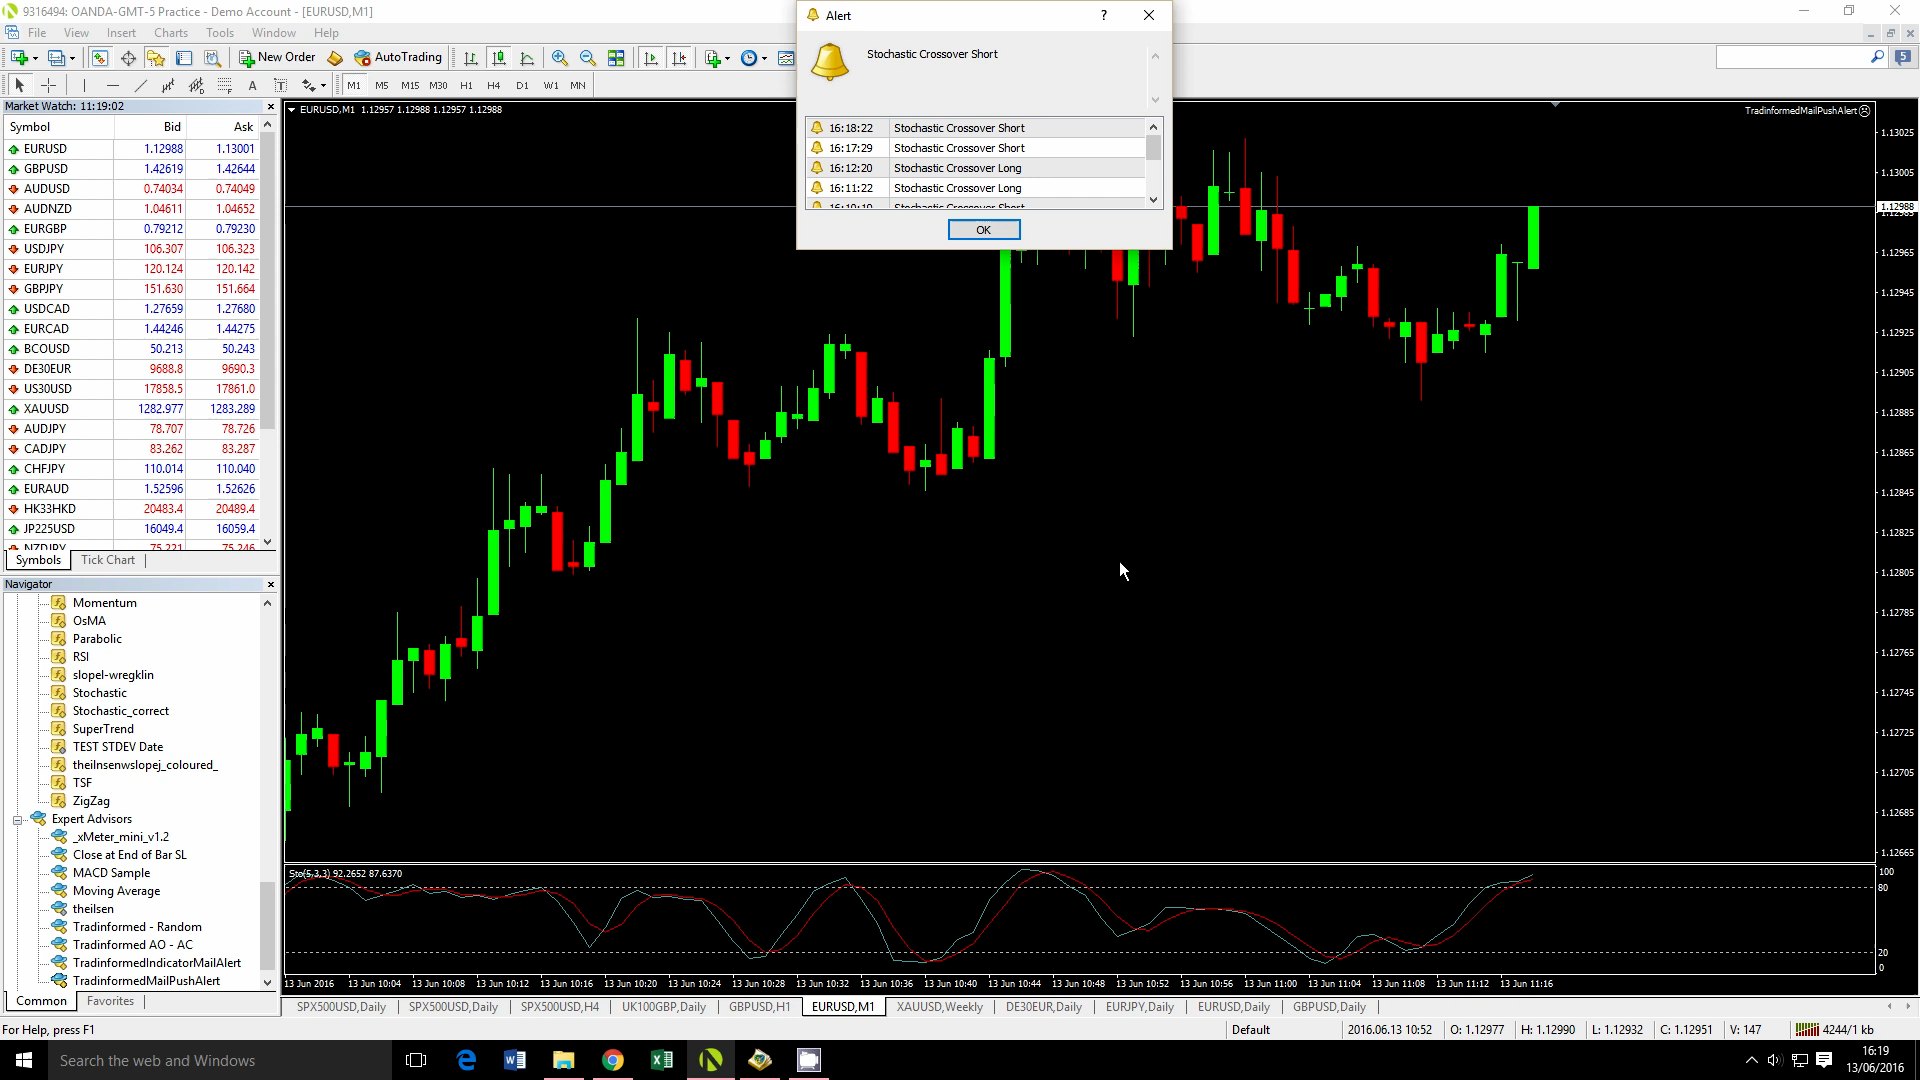 9316494: OANDA-GMT-5 Practice - Demo Account - [EURUSD,M1]
File View Insert Charts Tools Window Help
New Order AutoTrading
5
A T
M1 M5 M15 M30 H1 H4 D1 W1 MN
Alert ?
Stochastic Crossover Short
16:18:22 Stochastic Crossover Short
16:17:29 Stochastic Crossover Short
16:12:20 Stochastic Crossover Long
16:11:22 Stochastic Crossover Long
OK
Market Watch: 11:19:02
Symbol Bid Ask
EURUSD 1.12988 1.13001
GBPUSD 1.42619 1.42644
AUDUSD 0.74034 0.74049
AUDNZD 1.04611 1.04652
EURGBP 0.79212 0.79230
USDJPY 106.307 106.323
EURJPY 120.124 120.142
GBPJPY 151.630 151.664
USDCAD 1.27659 1.27680
EURCAD 1.44246 1.44275
BCOUSD 50.213 50.243
DE30EUR 9688.8 9690.3
US30USD 17858.5 17861.0
XAUUSD 1282.977 1283.289
AUDJPY 78.707 78.726
CADJPY 83.262 83.287
CHFJPY 110.014 110.040
EURAUD 1.52596 1.52626
HK33HKD 20483.4 20489.4
JP225USD 16049.4 16059.4
NZDJPY 75.221 75.246
Symbols Tick Chart
Navigator
Momentum
OsMA
Parabolic
RSI
slopel-wregklin
Stochastic
Stochastic_correct
SuperTrend
TEST STDEV Date
theilnsenwslopej_coloured_
TSF
ZigZag
Expert Advisors
_xMeter_mini_v1.2
Close at End of Bar SL
MACD Sample
Moving Average
theilsen
Tradinformed - Random
Tradinformed AO - AC
TradinformedIndicatorMailAlert
TradinformedMailPushAlert
Common Favorites
EURUSD,M1 1.12957 1.12988 1.12957 1.12988
TradinformedMailPushAlert
1.13025
1.13005
1.12988
1.12965
1.12945
1.12925
1.12905
1.12885
1.12865
1.12845
1.12825
1.12805
1.12785
1.12765
1.12745
1.12725
1.12705
1.12685
1.12665
Sto(5,3,3) 92.2652 87.6370
100
80
20
0
13 Jun 2016 13 Jun 10:04 13 Jun 10:08 13 Jun 10:12 13 Jun 10:16 13 Jun 10:20 13 Jun 10:24 13 Jun 10:28 13 Jun 10:32 13 Jun 10:36 13 Jun 10:40 13 Jun 10:44 13 Jun 10:48 13 Jun 10:52 13 Jun 10:56 13 Jun 11:00 13 Jun 11:04 13 Jun 11:08 13 Jun 11:12 13 Jun 11:16
SPX500USD,Daily SPX500USD,Daily SPX500USD,H4 UK100GBP,Daily GBPUSD,H1 EURUSD,M1 XAUUSD,Weekly DE30EUR,Daily EURJPY,Daily EURUSD,Daily GBPUSD,Daily
For Help, press F1 Default 2016.06.13 10:52 O: 1.12977 H: 1.12990 L: 1.12932 C: 1.12951 V: 147 4244/1 kb
Search the web and Windows
16:19
13/06/2016